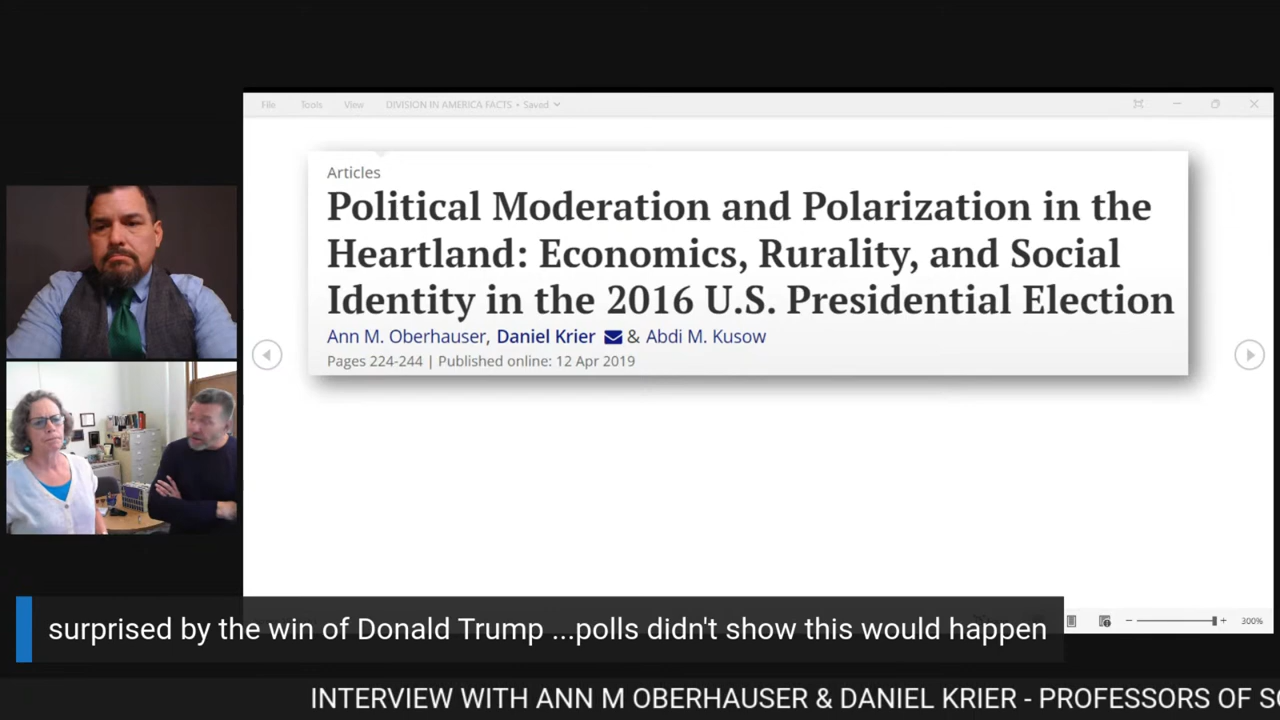 File Tools View DIVISION IN AMERICA FACTS • Saved
Articles
Political Moderation and Polarization in the
Heartland: Economics, Rurality, and Social
Identity in the 2016 U.S. Presidential Election
Ann M. Oberhauser, Daniel Krier & Abdi M. Kusow
Pages 224-244 | Published online: 12 Apr 2019
surprised by the win of Donald Trump ...polls didn't show this would happen
300%
INTERVIEW WITH ANN M OBERHAUSER & DANIEL KRIER - PROFESSORS OF